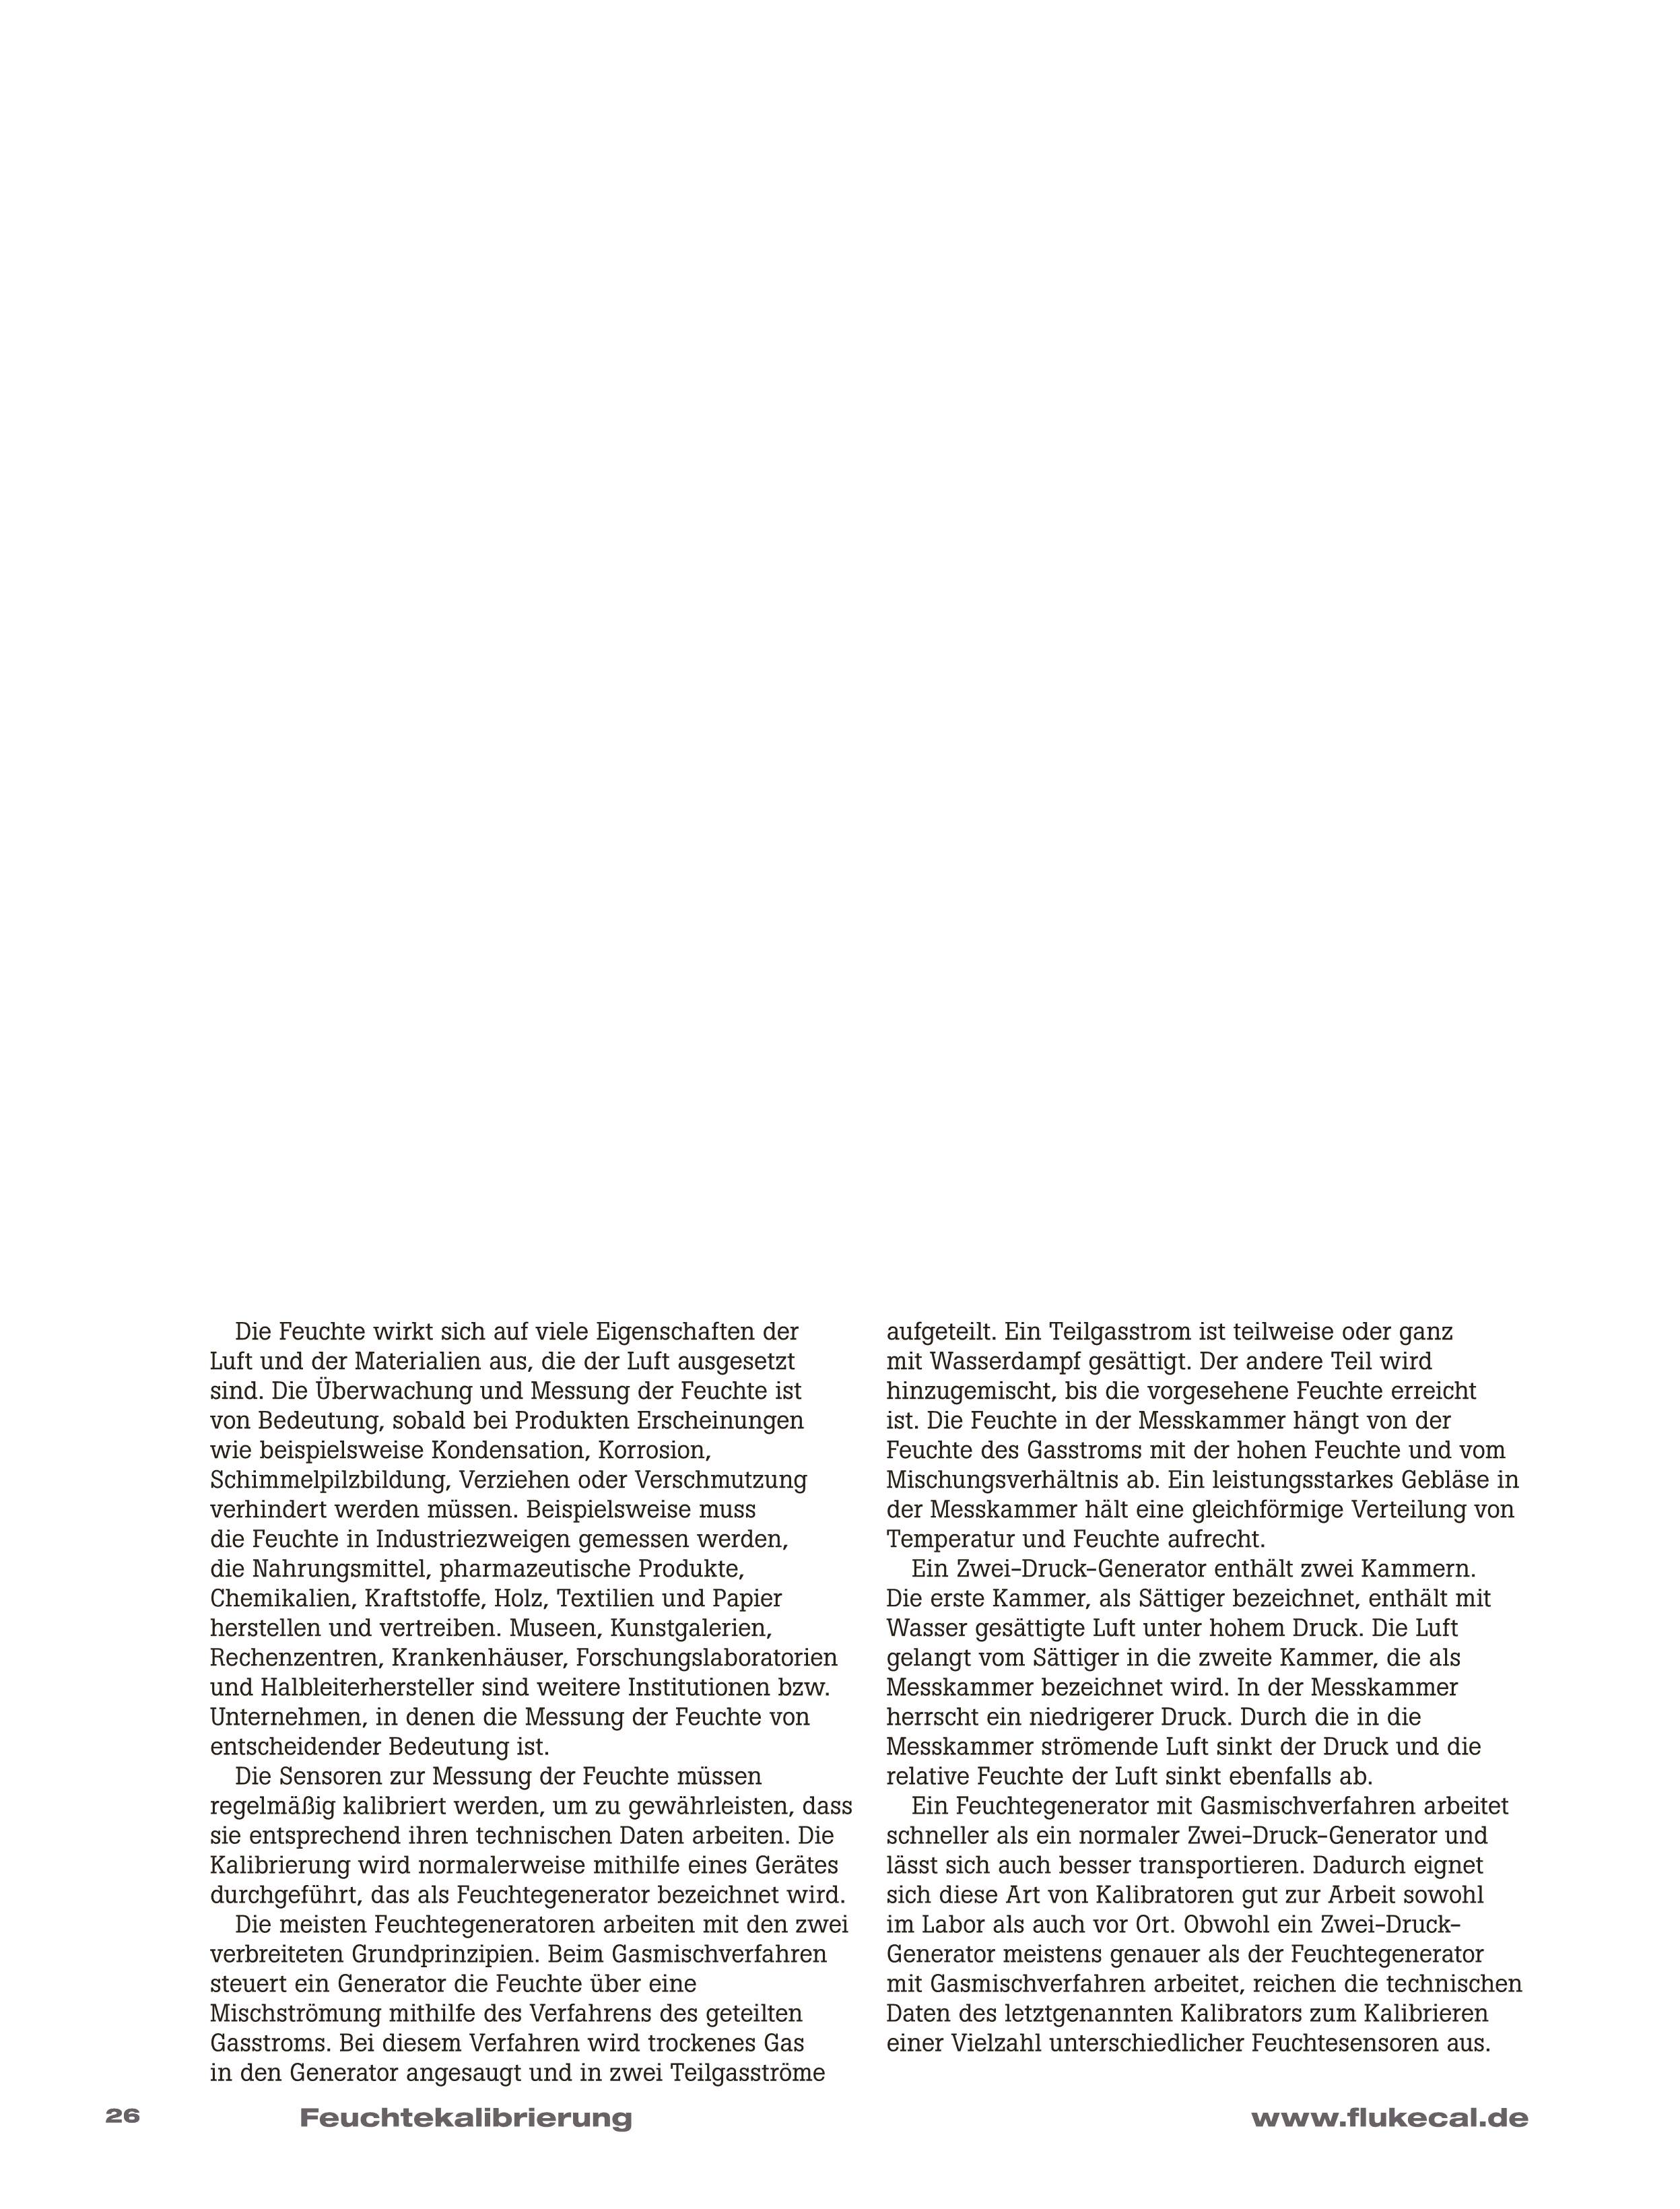 Die Feuchte wirkt sich auf viele Eigenschaften der
Luft und der Materialien aus, die der Luft ausgesetzt
sind. Die Überwachung und Messung der Feuchte ist
von Bedeutung, sobald bei Produkten Erscheinungen
wie beispielsweise Kondensation, Korrosion,
Schimmelpilzbildung, Verziehen oder Verschmutzung
verhindert werden müssen. Beispielsweise muss
die Feuchte in Industriezweigen gemessen werden,
die Nahrungsmittel, pharmazeutische Produkte,
Chemikalien, Kraftstoffe, Holz, Textilien und Papier
herstellen und vertreiben. Museen, Kunstgalerien,
Rechenzentren, Krankenhäuser, Forschungslaboratorien
und Halbleiterhersteller sind weitere Institutionen bzw.
Unternehmen, in denen die Messung der Feuchte von
entscheidender Bedeutung ist.
Die Sensoren zur Messung der Feuchte müssen
regelmäßig kalibriert werden, um zu gewährleisten, dass
sie entsprechend ihren technischen Daten arbeiten. Die
Kalibrierung wird normalerweise mithilfe eines Gerätes
durchgeführt, das als Feuchtegenerator bezeichnet wird.
Die meisten Feuchtegeneratoren arbeiten mit den zwei
verbreiteten Grundprinzipien. Beim Gasmischverfahren
steuert ein Generator die Feuchte über eine
Mischströmung mithilfe des Verfahrens des geteilten
Gasstroms. Bei diesem Verfahren wird trockenes Gas
in den Generator angesaugt und in zwei Teilgasströme
aufgeteilt. Ein Teilgasstrom ist teilweise oder ganz
mit Wasserdampf gesättigt. Der andere Teil wird
hinzugemischt, bis die vorgesehene Feuchte erreicht
ist. Die Feuchte in der Messkammer hängt von der
Feuchte des Gasstroms mit der hohen Feuchte und vom
Mischungsverhältnis ab. Ein leistungsstarkes Gebläse in
der Messkammer hält eine gleichförmige Verteilung von
Temperatur und Feuchte aufrecht.
Ein Zwei-Druck-Generator enthält zwei Kammern.
Die erste Kammer, als Sättiger bezeichnet, enthält mit
Wasser gesättigte Luft unter hohem Druck. Die Luft
gelangt vom Sättiger in die zweite Kammer, die als
Messkammer bezeichnet wird. In der Messkammer
herrscht ein niedrigerer Druck. Durch die in die
Messkammer strömende Luft sinkt der Druck und die
relative Feuchte der Luft sinkt ebenfalls ab.
Ein Feuchtegenerator mit Gasmischverfahren arbeitet
schneller als ein normaler Zwei-Druck-Generator und
lässt sich auch besser transportieren. Dadurch eignet
sich diese Art von Kalibratoren gut zur Arbeit sowohl
im Labor als auch vor Ort. Obwohl ein Zwei-Druck-
Generator meistens genauer als der Feuchtegenerator
mit Gasmischverfahren arbeitet, reichen die technischen
Daten des letztgenannten Kalibrators zum Kalibrieren
einer Vielzahl unterschiedlicher Feuchtesensoren aus.
26 Feuchtekalibrierung www.flukecal.de